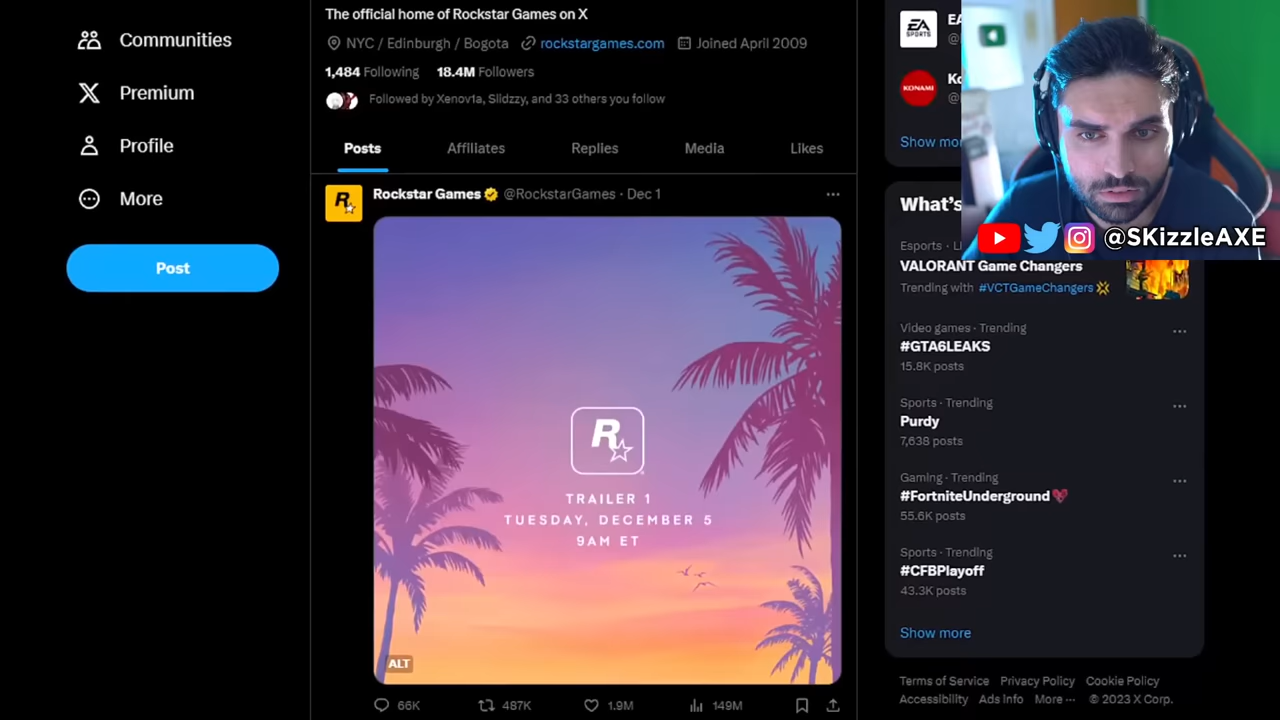 Communities
Premium
Profile
More
Post
The official home of Rockstar Games on X
NYC / Edinburgh / Bogota rockstargames.com Joined April 2009
1,484 Following 18.4M Followers
Followed by Xenov1a, Slidzzy, and 33 others you follow
Posts Affiliates Replies Media Likes
Rockstar Games @RockstarGames · Dec 1
R
R
TRAILER 1
TUESDAY, DECEMBER 5
9AM ET
ALT
66K 487K 1.9M 149M
EA
SPORTS
KONAMI
Show more
@SKizzleAXE
What's
Esports
VALORANT Game Changers
Trending with #VCTGameChangers
Video games · Trending
#GTA6LEAKS
15.8K posts
Sports · Trending
Purdy
7,638 posts
Gaming · Trending
#FortniteUnderground
55.6K posts
Sports · Trending
#CFBPlayoff
43.3K posts
Show more
Terms of Service Privacy Policy Cookie Policy
Accessibility Ads info More ··· © 2023 X Corp.